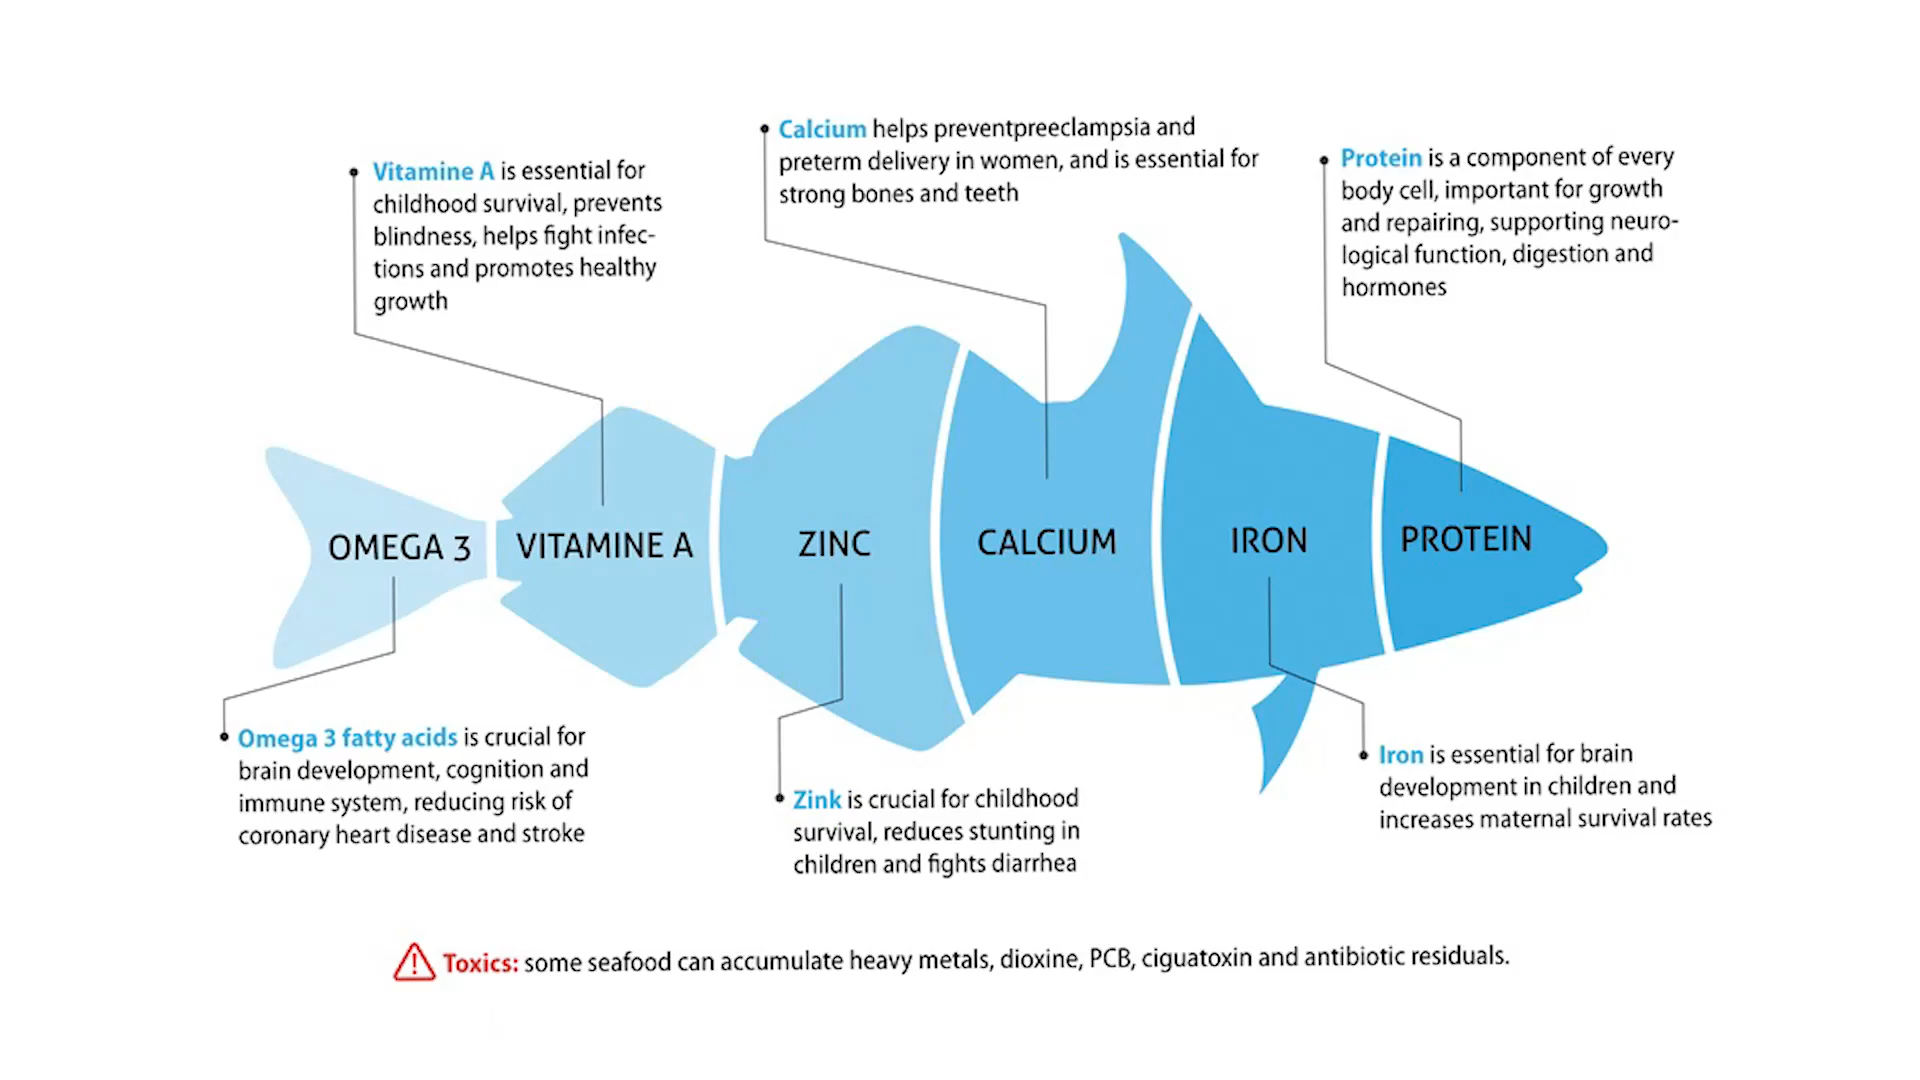 Vitamine A is essential for
childhood survival, prevents
blindness, helps fight infec-
tions and promotes healthy
growth
Calcium helps preventpreeclampsia and
preterm delivery in women, and is essential for
strong bones and teeth
Protein is a component of every
body cell, important for growth
and repairing, supporting neuro-
logical function, digestion and
hormones
OMEGA 3
VITAMINE A
ZINC
CALCIUM
IRON
PROTEIN
Omega 3 fatty acids is crucial for
brain development, cognition and
immune system, reducing risk of
coronary heart disease and stroke
Zink is crucial for childhood
survival, reduces stunting in
children and fights diarrhea
Iron is essential for brain
development in children and
increases maternal survival rates
Toxics: some seafood can accumulate heavy metals, dioxine, PCB, ciguatoxin and antibiotic residuals.